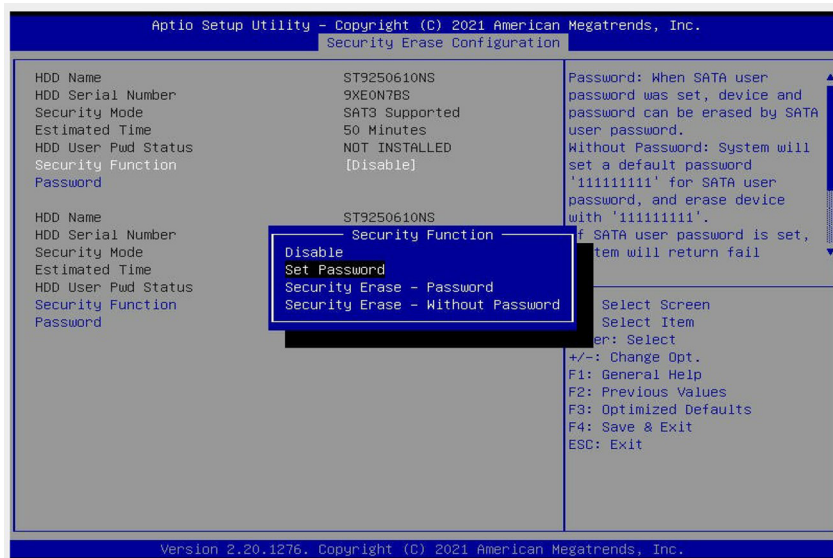 Aptio Setup Utility – Copyright (C) 2021 American Megatrends, Inc.
Security Erase Configuration
HDD Name ST9250610NS
HDD Serial Number 9XE0N7BS
Security Mode SAT3 Supported
Estimated Time 50 Minutes
HDD User Pwd Status NOT INSTALLED
Security Function [Disable]
Password
HDD Name ST9250610NS
HDD Serial Number
Security Mode
Estimated Time
HDD User Pwd Status
Security Function
Password
Security Function
Disable
Set Password
Security Erase – Password
Security Erase – Without Password
Password: When SATA user
password was set, device and
password can be erased by SATA
user password.
Without Password: System will
set a default password
'111111111' for SATA user
password, and erase device
with '111111111'.
f SATA user password is set,
tem will return fail
Select Screen
Select Item
er: Select
+/-: Change Opt.
F1: General Help
F2: Previous Values
F3: Optimized Defaults
F4: Save & Exit
ESC: Exit
Version 2.20.1276. Copyright (C) 2021 American Megatrends, Inc.